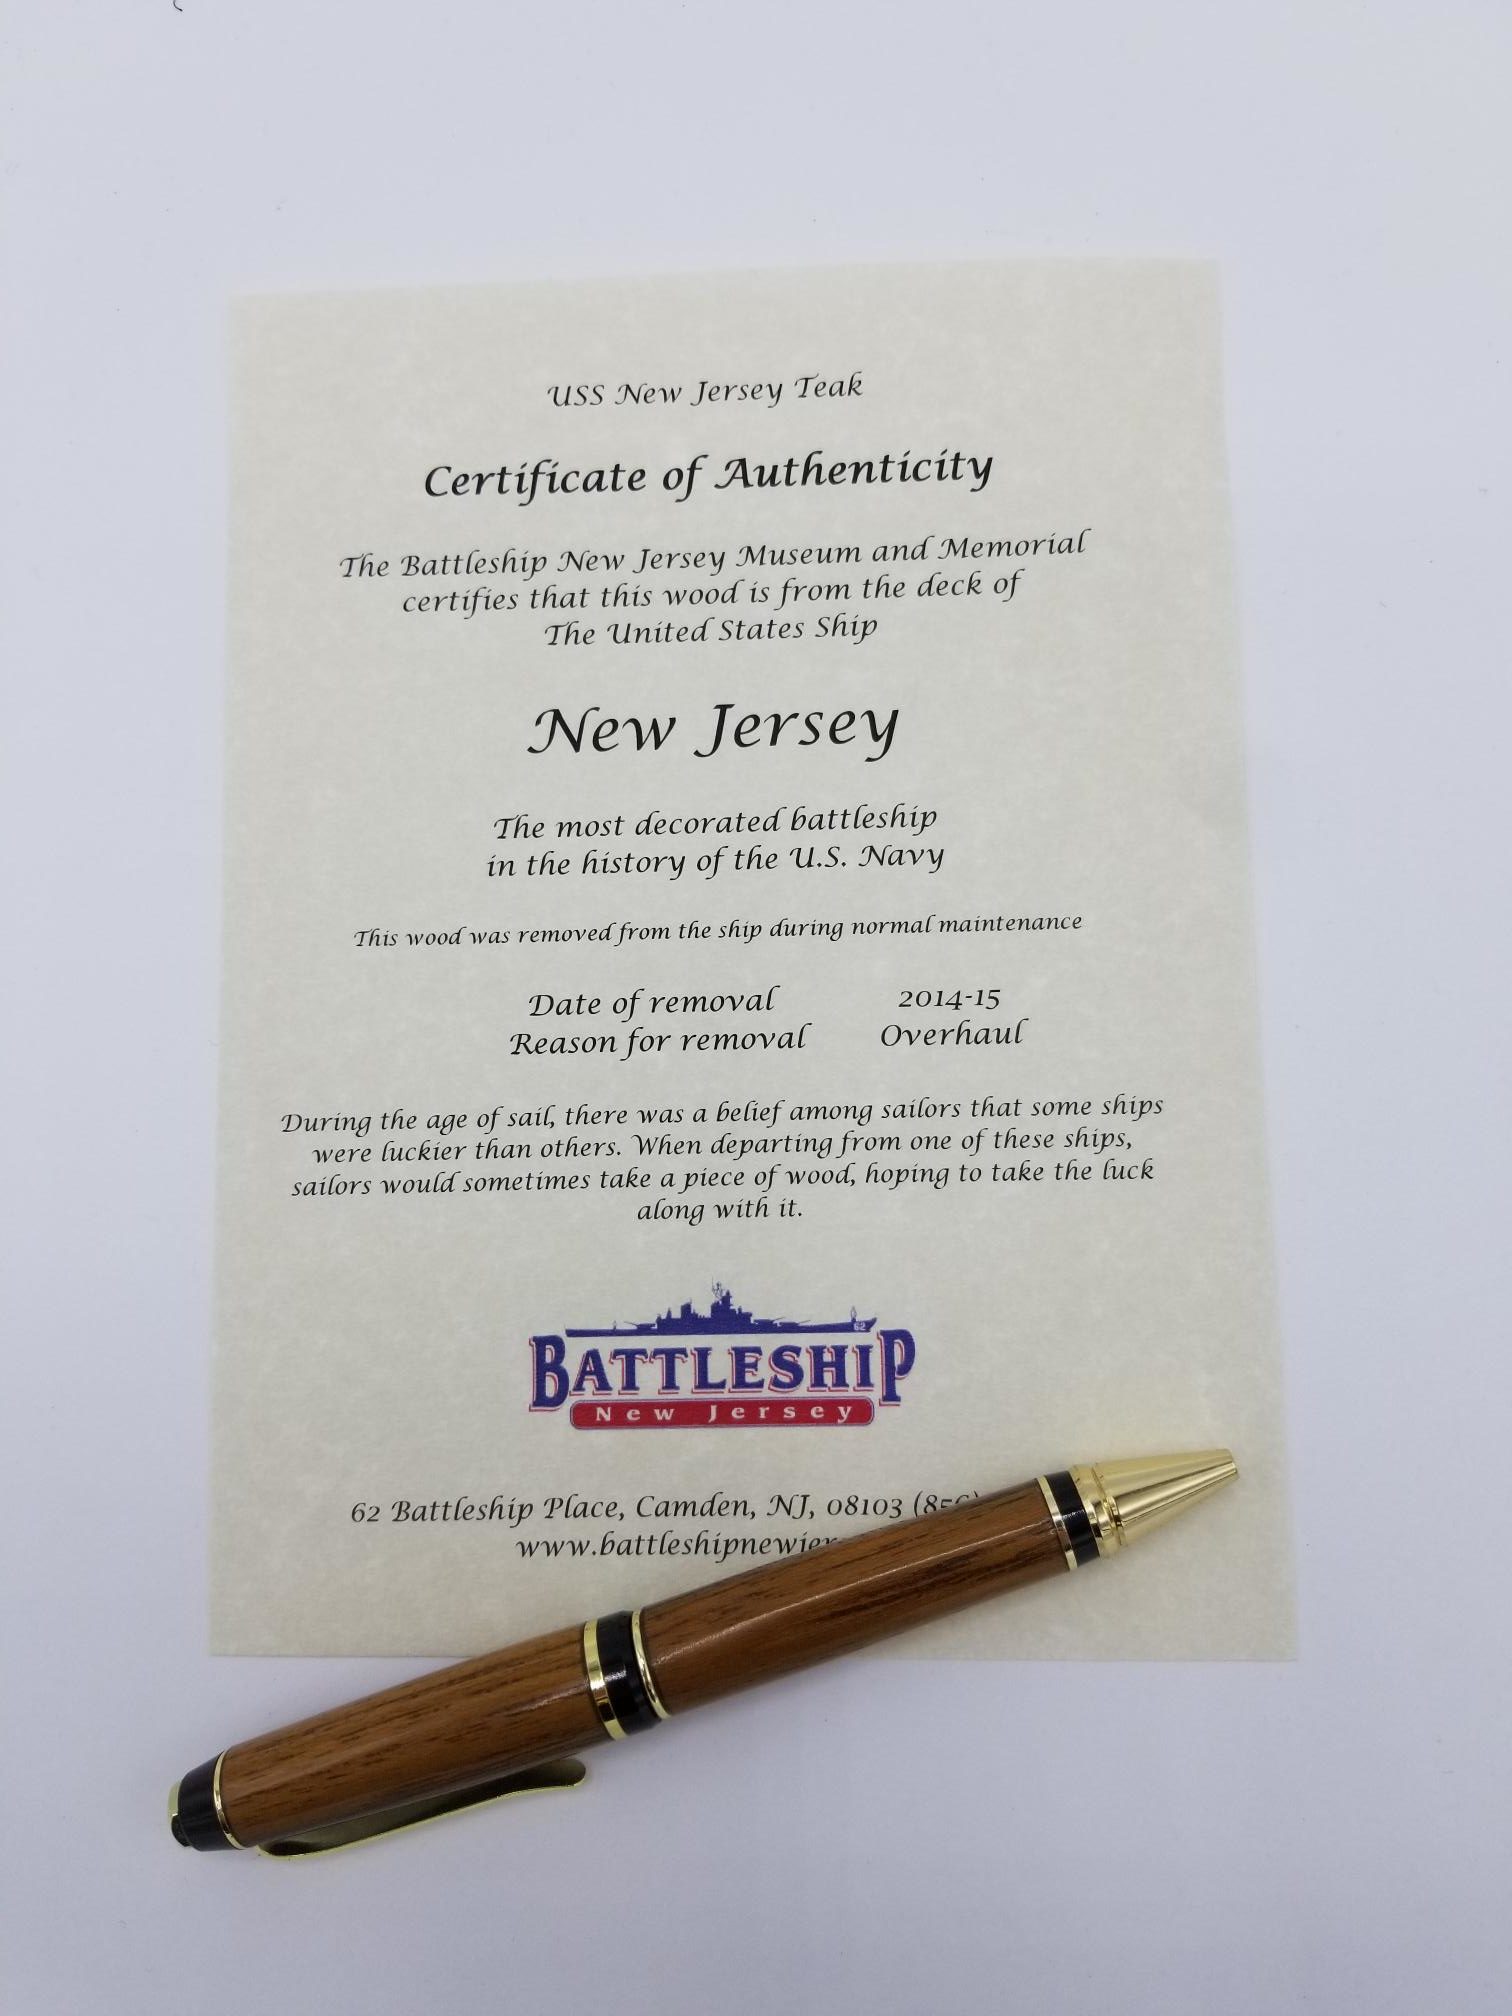 USS New Jersey Teak
Certificate of Authenticity
The Battleship New Jersey Museum and Memorial
certifies that this wood is from the deck of
The United States Ship
New Jersey
The most decorated battleship
in the history of the U.S. Navy
This wood was removed from the ship during normal maintenance
Date of removal 2014-15
Reason for removal Overhaul
During the age of sail, there was a belief among sailors that some ships
were luckier than others. When departing from one of these ships,
sailors would sometimes take a piece of wood, hoping to take the luck
along with it.
62
BATTLESHIP
New Jersey
62 Battleship Place, Camden, NJ, 08103